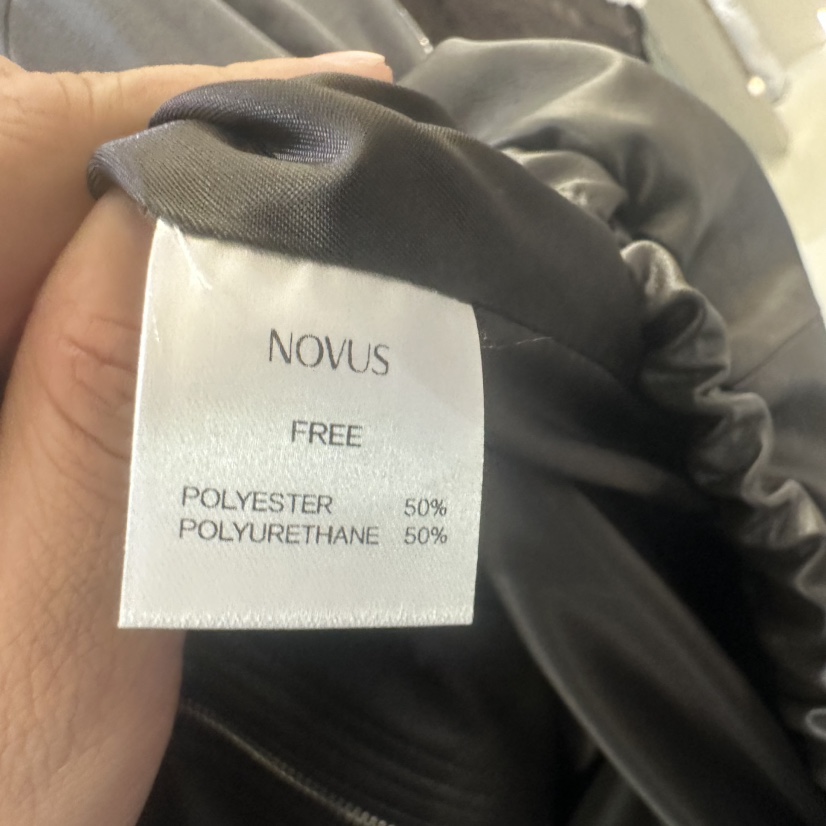 NOVUS
FREE
POLYESTER 50%
POLYURETHANE 50%